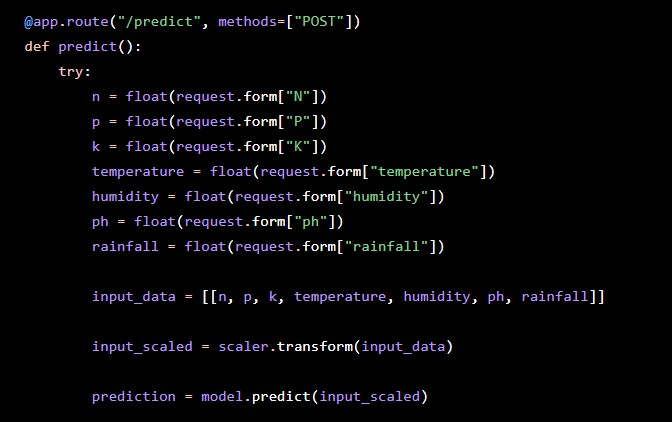 @app.route("/predict", methods=["POST"])
def predict():
    try:
        n = float(request.form["N"])
        p = float(request.form["P"])
        k = float(request.form["K"])
        temperature = float(request.form["temperature"])
        humidity = float(request.form["humidity"])
        ph = float(request.form["ph"])
        rainfall = float(request.form["rainfall"])

        input_data = [[n, p, k, temperature, humidity, ph, rainfall]]

        input_scaled = scaler.transform(input_data)

        prediction = model.predict(input_scaled)